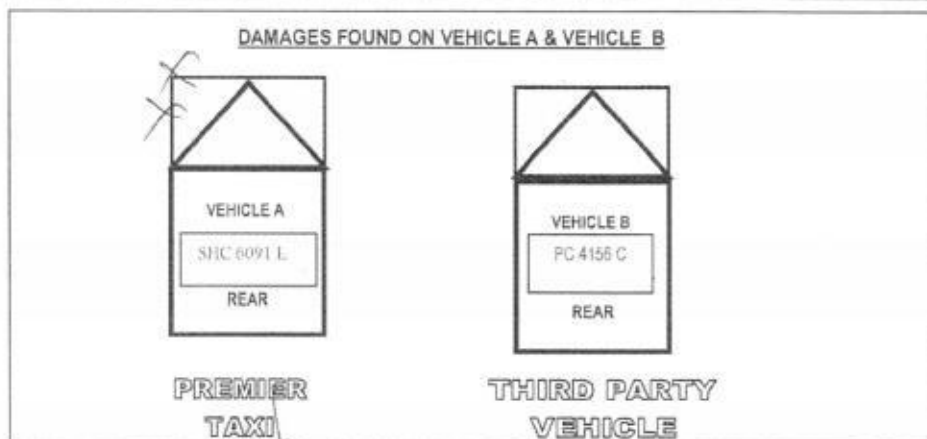 DAMAGES FOUND ON VEHICLE A & VEHICLE B
VEHICLE A
SHC 6091 L
REAR
PREMIER
TAXI
VEHICLE B
PC 4156 C
REAR
THIRD PARTY
VEHICLE